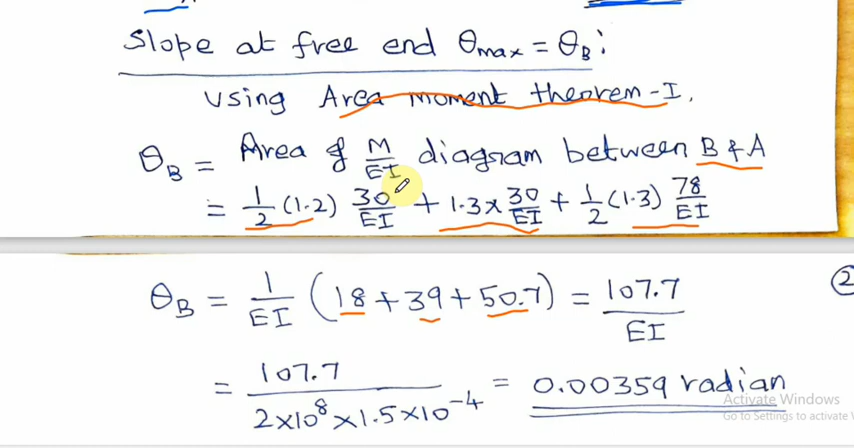 Slope at free end θmax = θB:
Using Area moment theorem-I.
θB = Area of M/EI diagram between B & A
= 1/2 (1.2) 30/EI + 1.3 x 30/EI + 1/2 (1.3) 78/EI
θB = 1/EI (18 + 39 + 50.7) = 107.7/EI
②
= 107.7/2x10⁸ x 1.5 x 10⁻⁴ = 0.00359 radian
Activate Windows
Go to Settings to activate